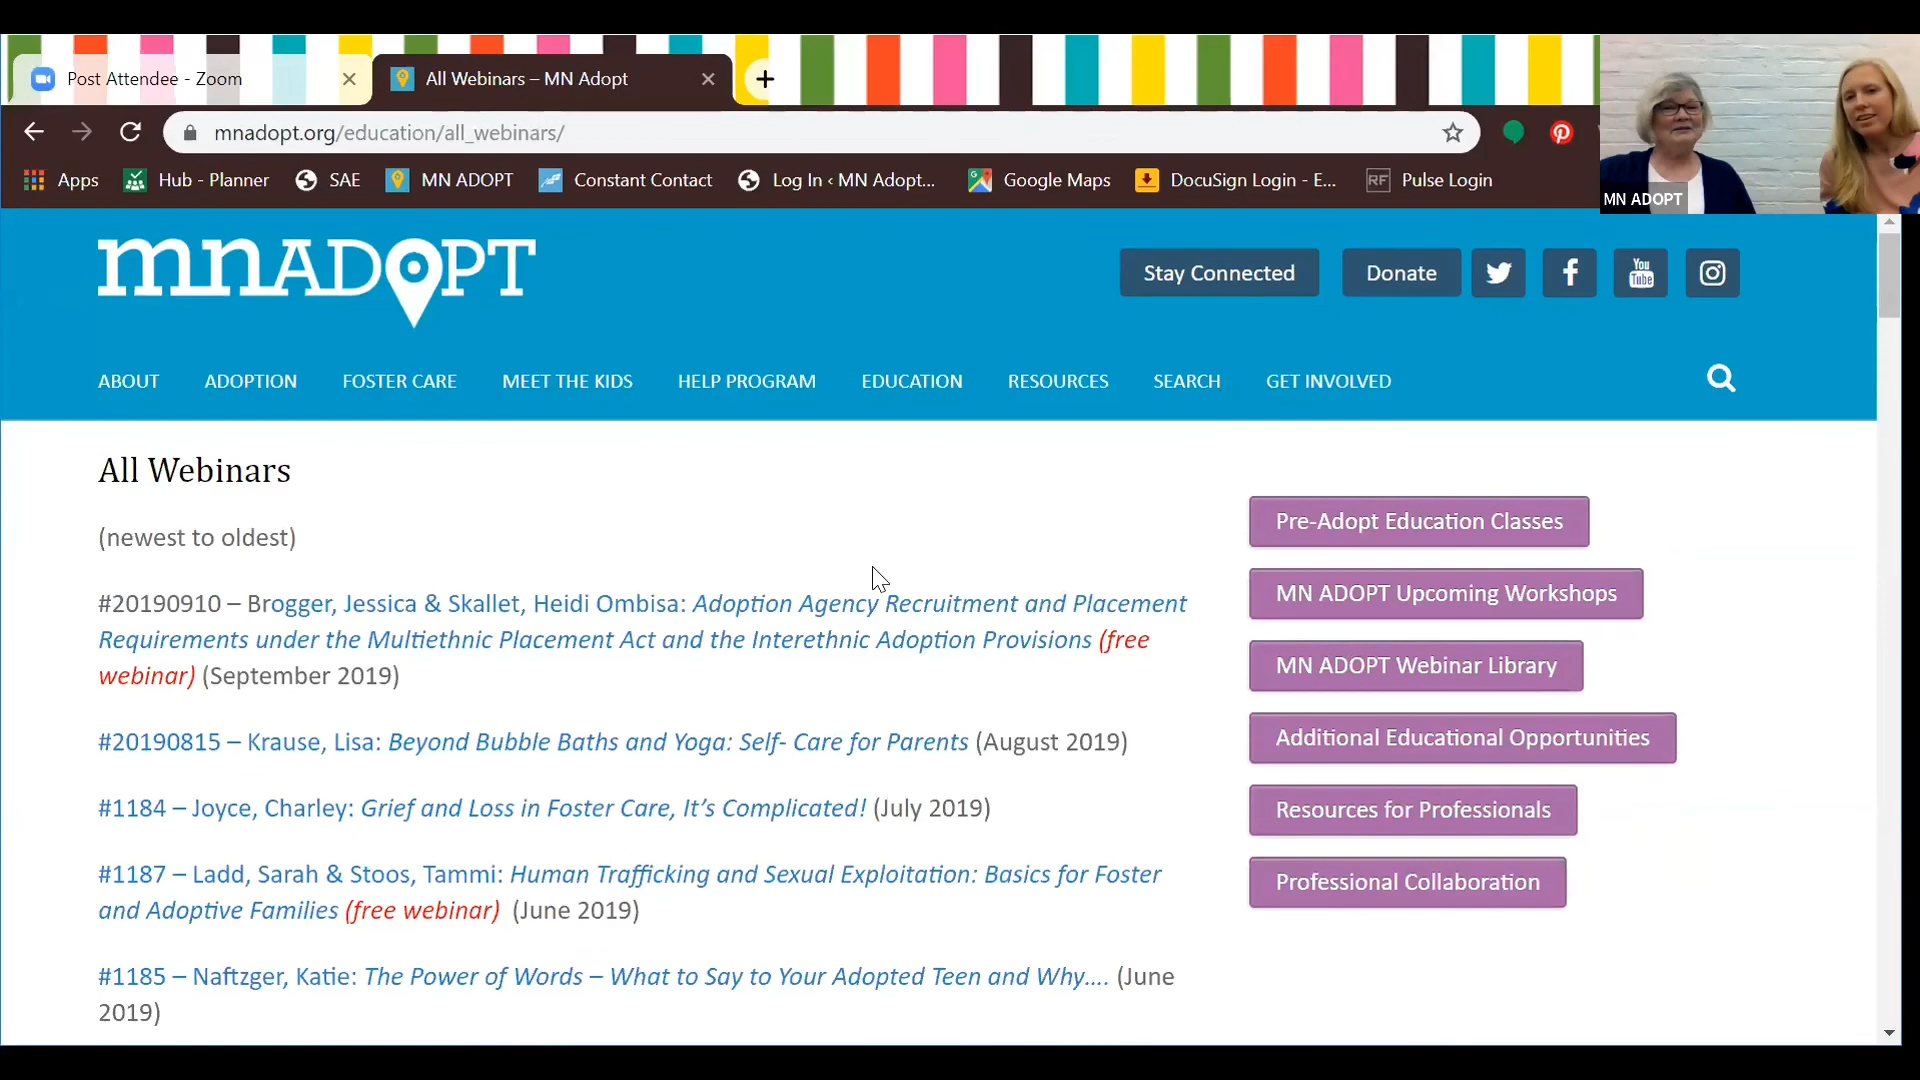 Post Attendee - Zoom
All Webinars – MN Adopt
mnadopt.org/education/all_webinars/
Apps
Hub - Planner
SAE
MN ADOPT
Constant Contact
Log In ‹ MN Adopt...
Google Maps
DocuSign Login - E...
RF
Pulse Login
MN ADOPT
mnADOPT
Stay Connected
Donate
You
Tube
ABOUT
ADOPTION
FOSTER CARE
MEET THE KIDS
HELP PROGRAM
EDUCATION
RESOURCES
SEARCH
GET INVOLVED
All Webinars
(newest to oldest)
#20190910 – Brogger, Jessica & Skallet, Heidi Ombisa: Adoption Agency Recruitment and Placement
Requirements under the Multiethnic Placement Act and the Interethnic Adoption Provisions (free
webinar) (September 2019)
#20190815 – Krause, Lisa: Beyond Bubble Baths and Yoga: Self- Care for Parents (August 2019)
#1184 – Joyce, Charley: Grief and Loss in Foster Care, It's Complicated! (July 2019)
#1187 – Ladd, Sarah & Stoos, Tammi: Human Trafficking and Sexual Exploitation: Basics for Foster
and Adoptive Families (free webinar) (June 2019)
#1185 – Naftzger, Katie: The Power of Words – What to Say to Your Adopted Teen and Why.... (June
2019)
Pre-Adopt Education Classes
MN ADOPT Upcoming Workshops
MN ADOPT Webinar Library
Additional Educational Opportunities
Resources for Professionals
Professional Collaboration